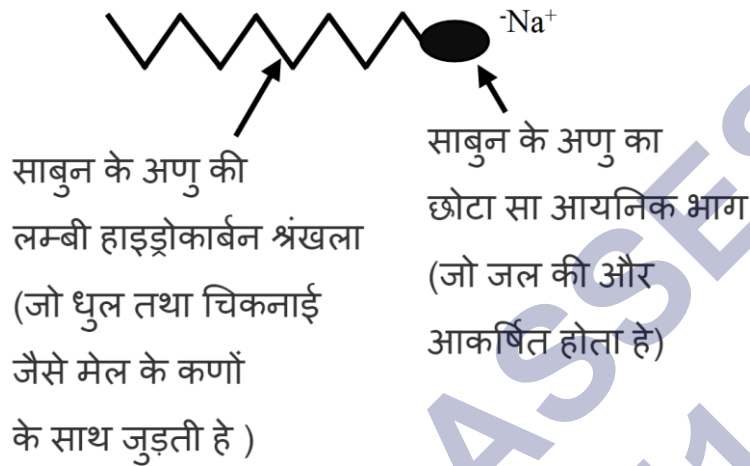 -Na+
साबुन के अणु की
लम्बी हाइड्रोकार्बन श्रंखला
(जो धुल तथा चिकनाई
जैसे मेल के कणों
के साथ जुड़ती हे )
साबुन के अणु का
छोटा सा आयनिक भाग
(जो जल की और
आकर्षित होता हे)